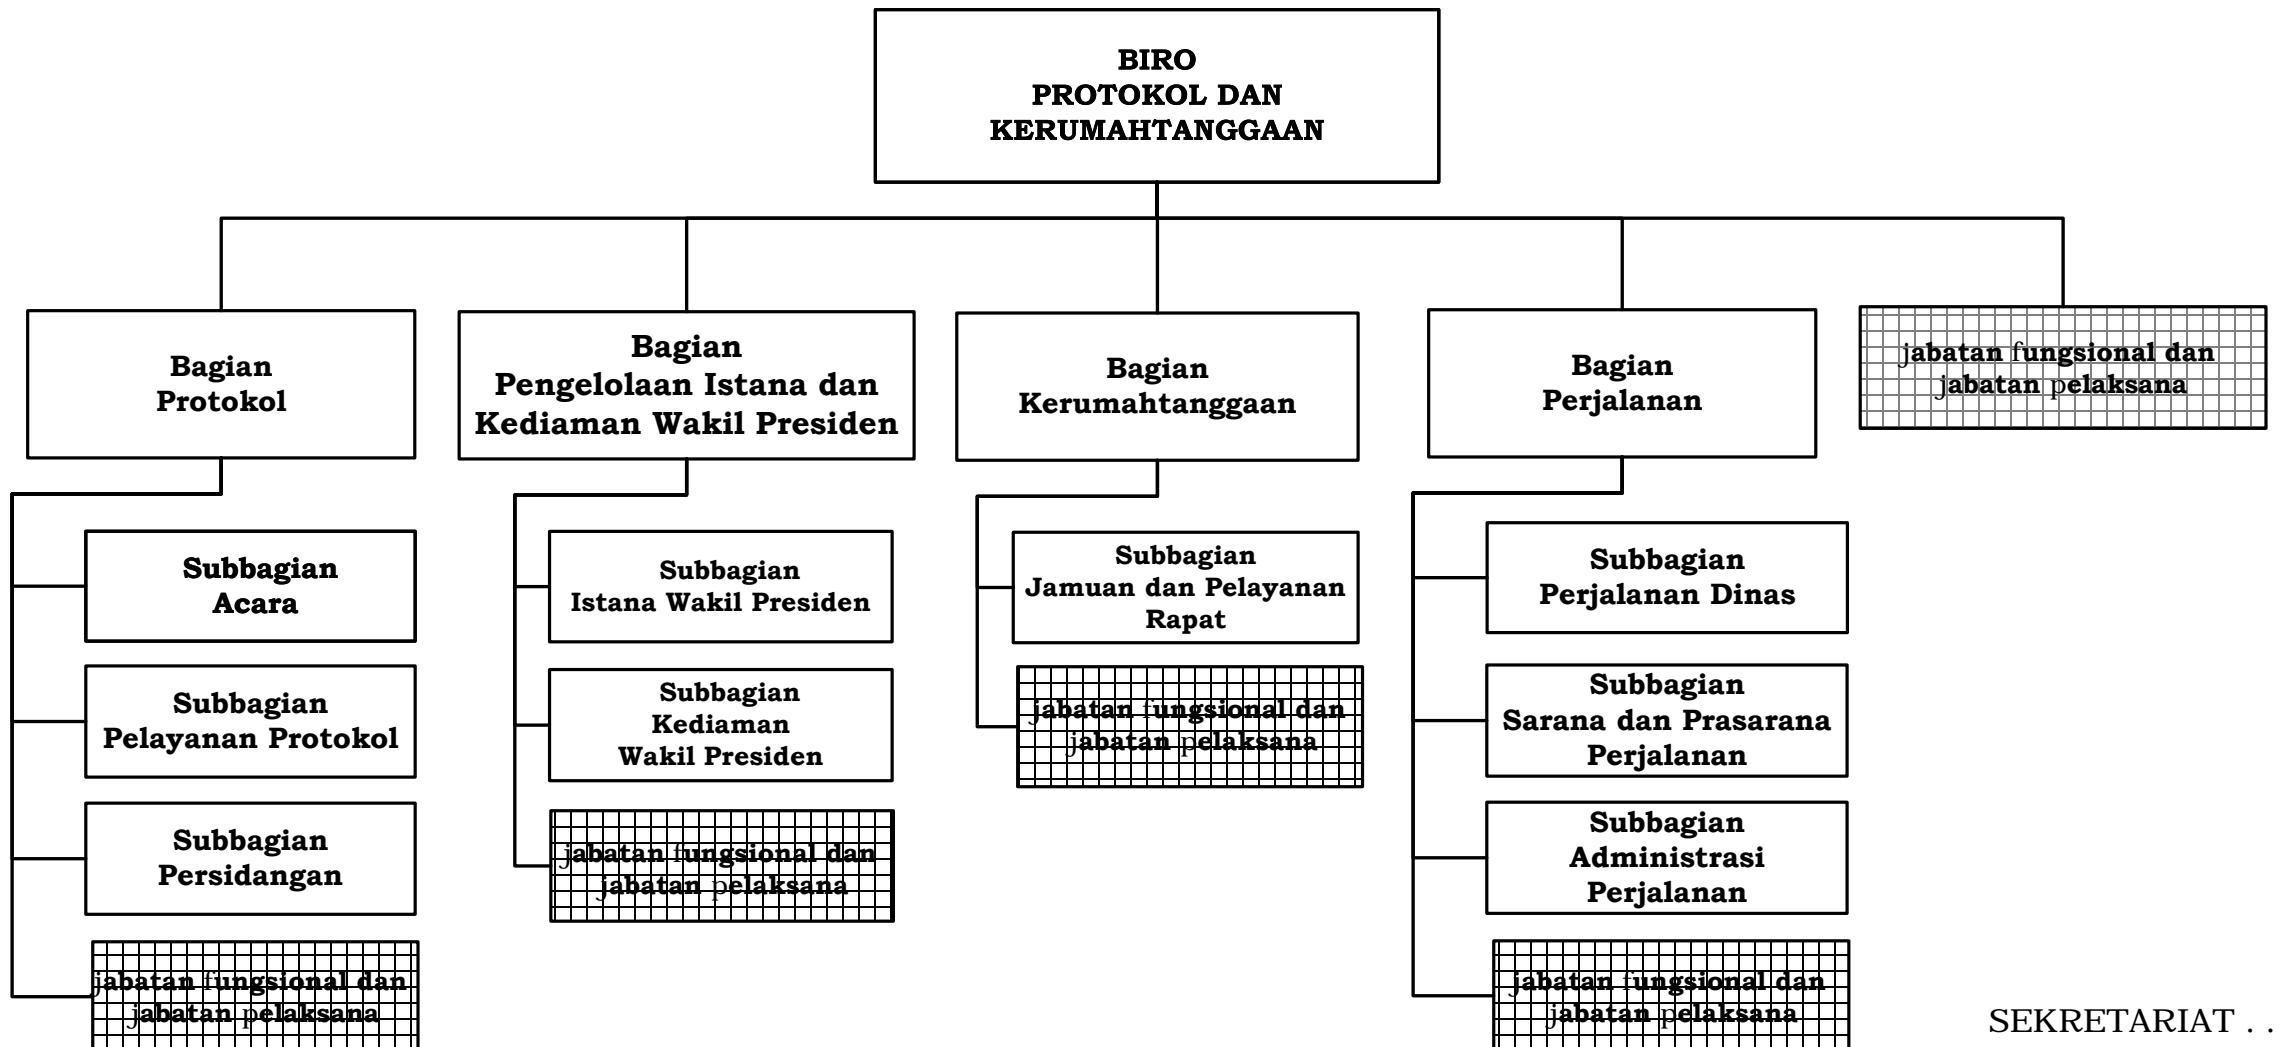 BIRO
PROTOKOL DAN
KERUMAHTANGGAAN
Bagian
Protokol
Bagian
Pengelolaan Istana dan
Kediaman Wakil Presiden
Bagian
Kerumahtanggaan
Bagian
Perjalanan
jabatan fungsional dan
jabatan pelaksana
Subbagian
Acara
Subbagian
Pelayanan Protokol
Subbagian
Persidangan
jabatan fungsional dan
jabatan pelaksana
Subbagian
Istana Wakil Presiden
Subbagian
Kediaman
Wakil Presiden
jabatan fungsional dan
jabatan pelaksana
Subbagian
Jamuan dan Pelayanan
Rapat
jabatan fungsional dan
jabatan pelaksana
Subbagian
Perjalanan Dinas
Subbagian
Sarana dan Prasarana
Perjalanan
Subbagian
Administrasi
Perjalanan
jabatan fungsional dan
jabatan pelaksana
SEKRETARIAT . .